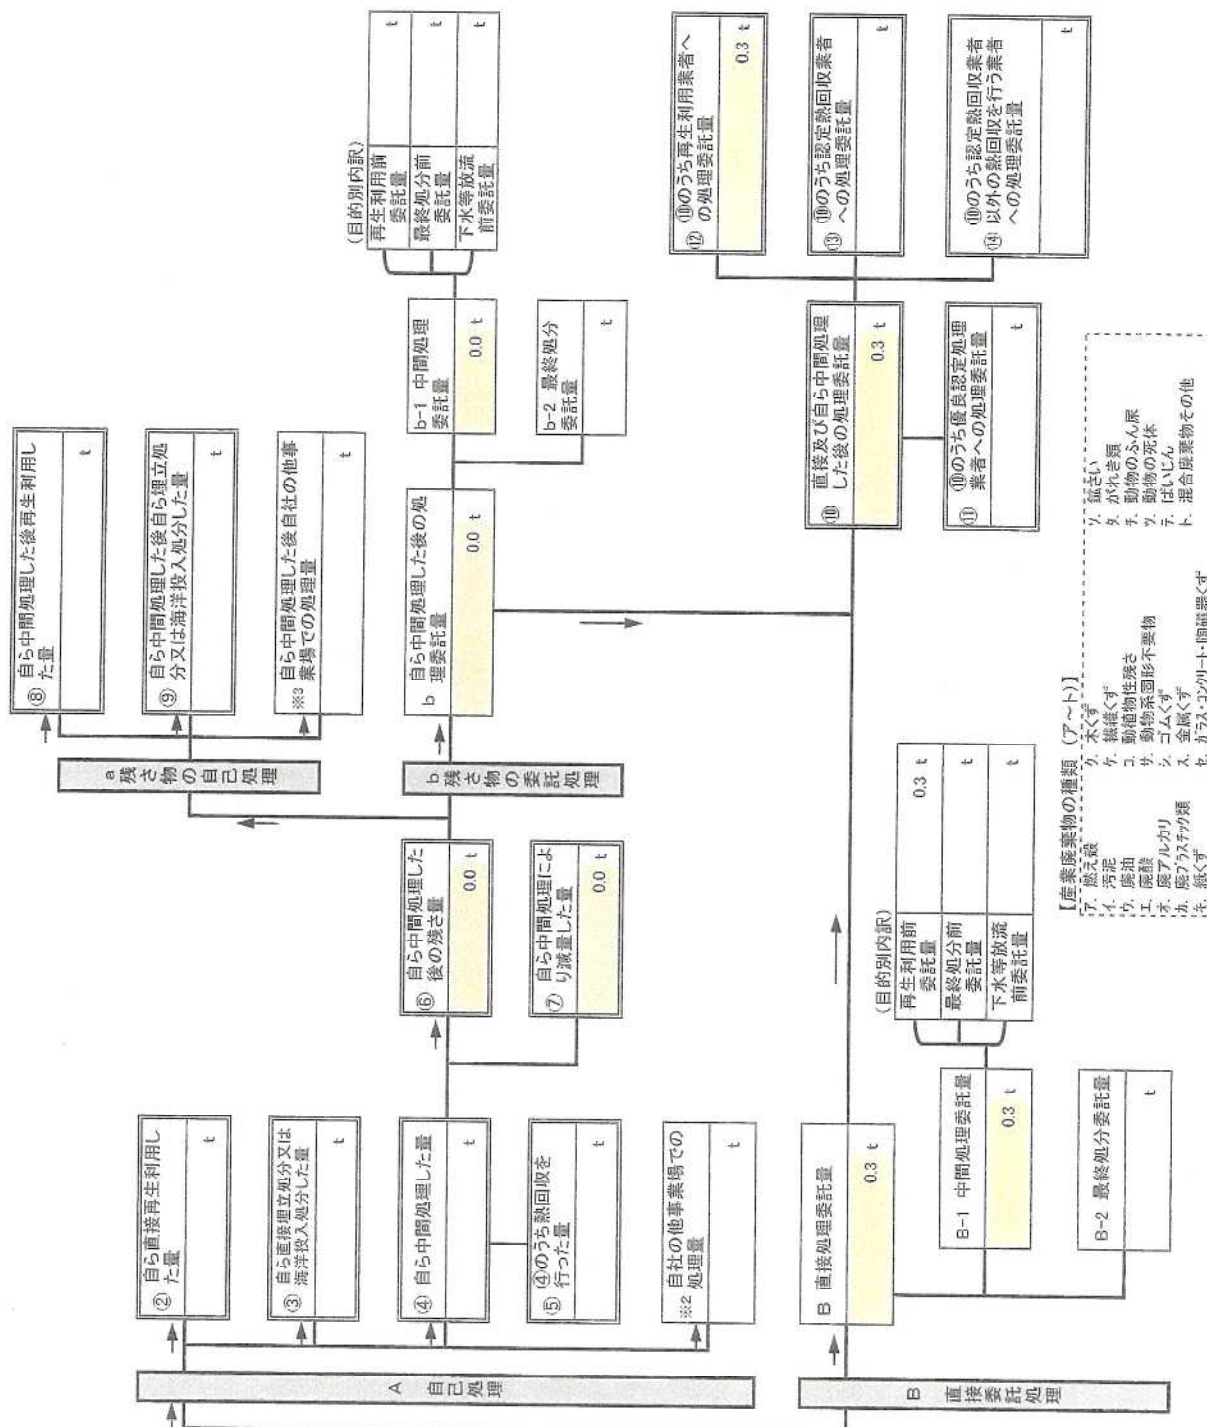 A 自己処理
② 自ら直接再生利用し
た量
t
③ 自ら直接埋立処分又は
海洋投入処分した量
t
④ 自ら中間処理した量
t
⑤ ④のうち熱回収を
行った量
t
※2 自社の他事業場での
処理量
t
⑥ 自ら中間処理した
後の残さ量
0.0 t
⑦ 自ら中間処理によ
り減量した量
0.0 t
a 残さ物の自己処理
⑧ 自ら中間処理した後再生利用し
た量
t
⑨ 自ら中間処理した後自ら埋立処
分又は海洋投入処分した量
t
※3 自ら中間処理した後自社の他事
業場での処理量
t
b 残さ物の委託処理
b 自ら中間処理した後の処
理委託量
0.0 t
b-1 中間処理
委託量
0.0 t
b-2 最終処分
委託量
t
(目的別内訳)
再生利用前
委託量
t
最終処分前
委託量
t
下水等放流
前委託量
t
B 直接委託処理
B 直接処理委託量
0.3 t
B-1 中間処理委託量
0.3 t
B-2 最終処分委託量
t
(目的別内訳)
再生利用前
委託量
0.3 t
最終処分前
委託量
t
下水等放流
前委託量
t
⑩ 直接及び自ら中間処理
した後の処理委託量
0.3 t
⑪ ⑩のうち優良認定処理
業者への処理委託量
t
⑫ ⑩のうち再生利用業者へ
の処理委託量
0.3 t
⑬ ⑩のうち認定熱回収業者
への処理委託量
t
⑭ ⑩のうち認定熱回収業者
以外の熱回収を行う業者
への処理委託量
t
【産業廃棄物の種類 (ア~ト)】
ア. 燃え殻
イ. 汚泥
ウ. 廃油
エ. 廃酸
オ. 廃アルカリ
カ. 廃プラスチック類
キ. 紙くず
ク. 木くず
ケ. 繊維くず
コ. 動植物性残さ
サ. 動物系固形不要物
シ. ゴムくず
ス. 金属くず
セ. ガラス・コンクリート・陶磁器くず
ソ. 鉱さい
タ. がれき類
チ. 動物のふん尿
ツ. 動物の死体
テ. ばいじん
ト. 混合廃棄物その他